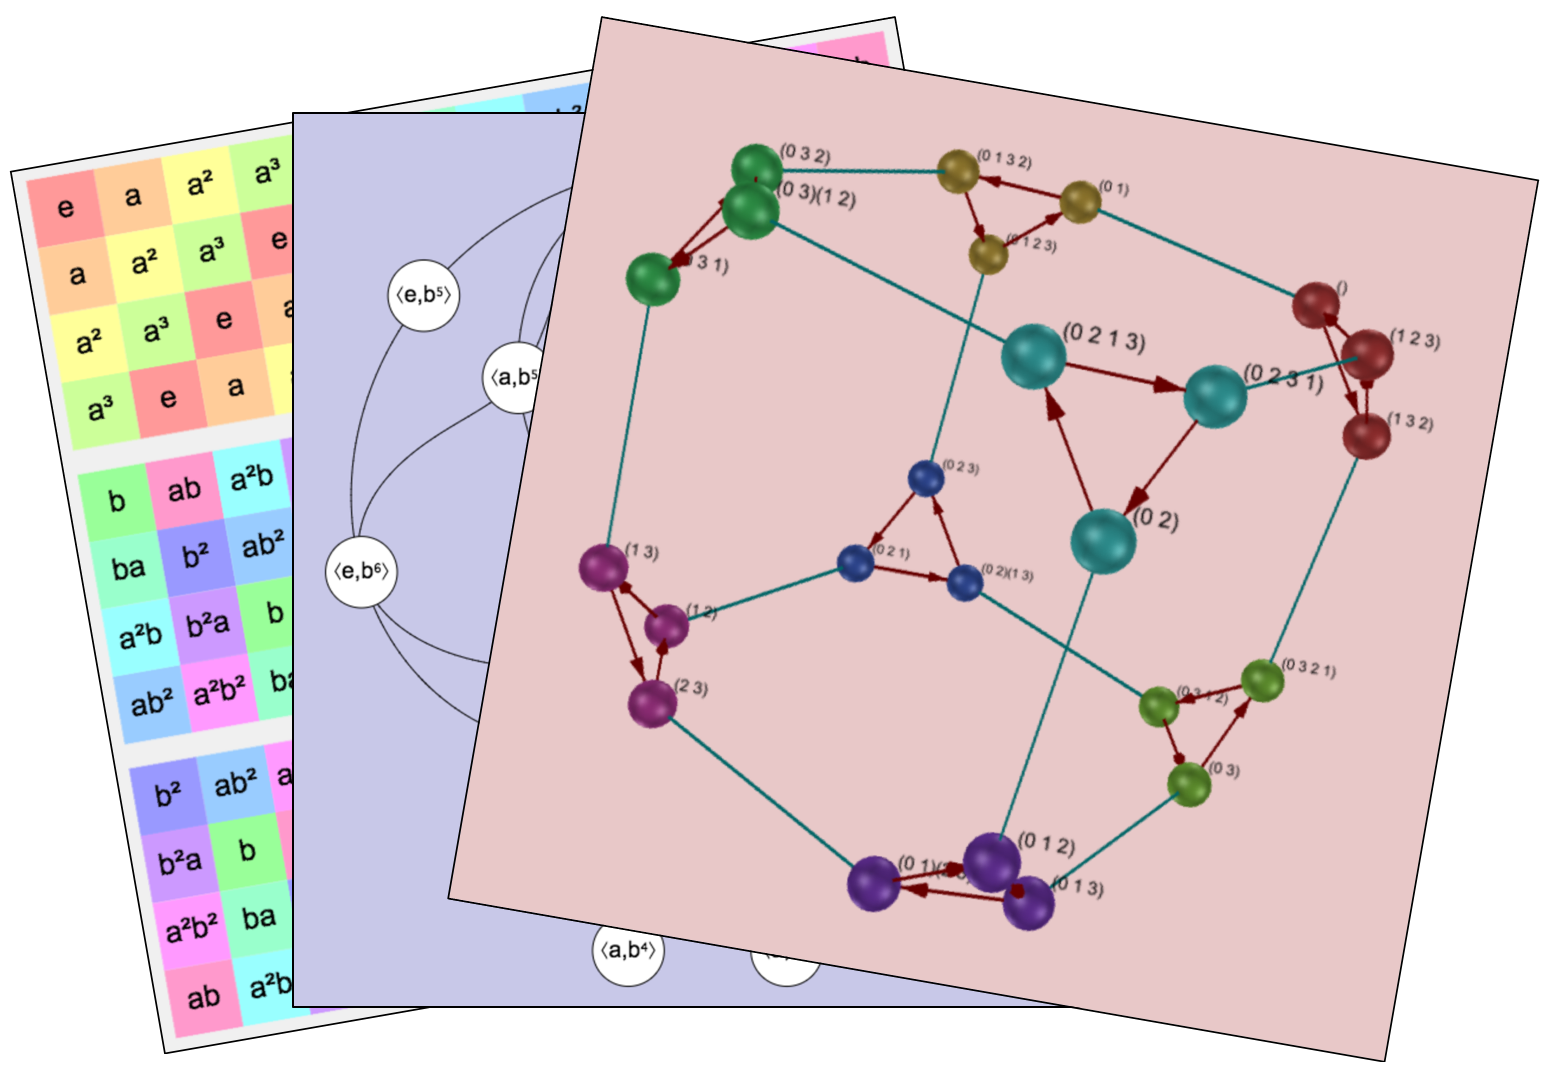 e a a² a³
a a² a³ e
a² a³ e
a³ e a
b ab a²b
ba b² ab²
a²b b²a b
ab² a²b²
b² ab²
b²a b
a²b² ba
ab a²b
⟨e,b⁵⟩
⟨a,b⁵
⟨e,b⁶⟩
⟨a,b⁴⟩
(0 3 2)
(0 3)(1 2)
3 1)
(0 1 3 2)
(0 1)
(0 1 2 3)
()
(1 2 3)
(1 3 2)
(0 2 1 3)
(0 2 3 1)
(0 2)
(0 2 3)
(0 2 1)
(0 2)(1 3)
(1 3)
(1 2)
(2 3)
(0 3 2 1)
(0 3 1 2)
(0 3)
(0 1 2)
(0 1)(2 3)
(0 1 3)